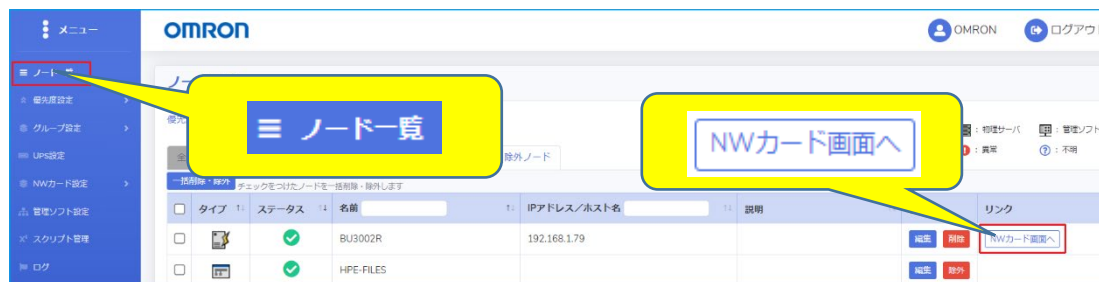 メニュー
OMRON
OMRON
ログアウ
ノード一覧
優先度設定
グループ設定
UPS設定
NWカード設定
管理ソフト設定
スクリプト管理
ログ
ノード一覧
NWカード画面へ
:物理サーバ
:管理ソフト
:異常
:不明
除外ノード
一括削除・除外
チェックをつけたノードを一括削除・除外します
タイプ
ステータス
名前
IPアドレス/ホスト名
説明
リンク
BU3002R
192.168.1.79
編集
削除
NWカード画面へ
HPE-FILES
編集
除外